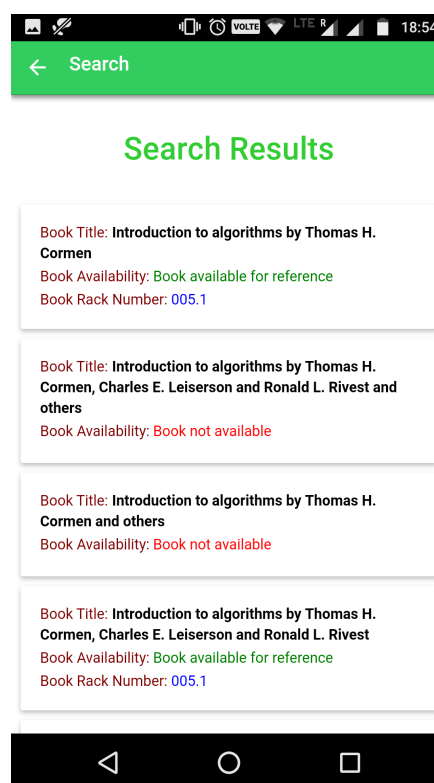 VOLTE LTE R 18:54
Search
Search Results
Book Title: Introduction to algorithms by Thomas H.
Cormen
Book Availability: Book available for reference
Book Rack Number: 005.1
Book Title: Introduction to algorithms by Thomas H.
Cormen, Charles E. Leiserson and Ronald L. Rivest and
others
Book Availability: Book not available
Book Title: Introduction to algorithms by Thomas H.
Cormen and others
Book Availability: Book not available
Book Title: Introduction to algorithms by Thomas H.
Cormen, Charles E. Leiserson and Ronald L. Rivest
Book Availability: Book available for reference
Book Rack Number: 005.1